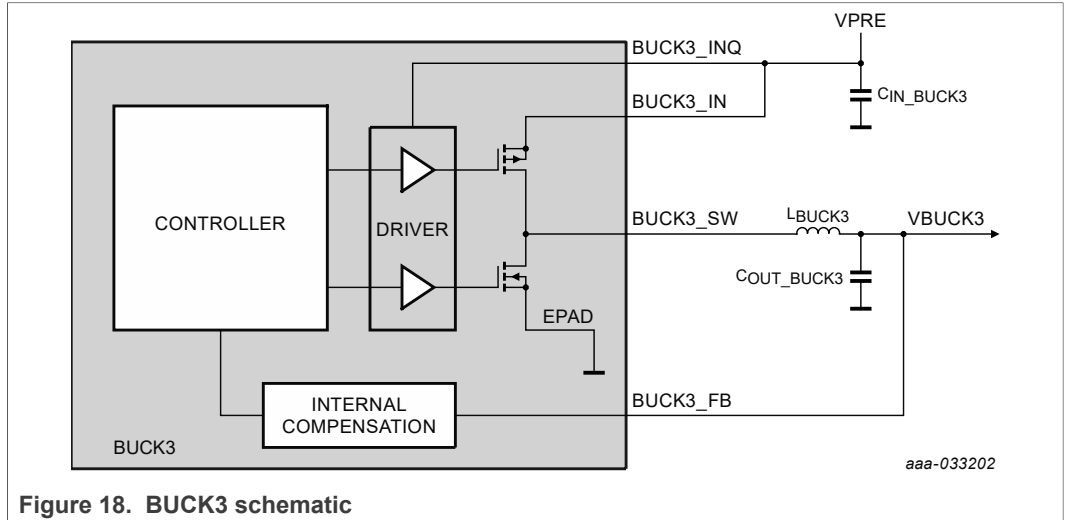 VPRE
BUCK3_INQ
BUCK3_IN
CIN_BUCK3
CONTROLLER
DRIVER
BUCK3_SW
LBUCK3
VBUCK3
COUT_BUCK3
EPAD
INTERNAL
COMPENSATION
BUCK3_FB
BUCK3
aaa-033202
Figure 18. BUCK3 schematic